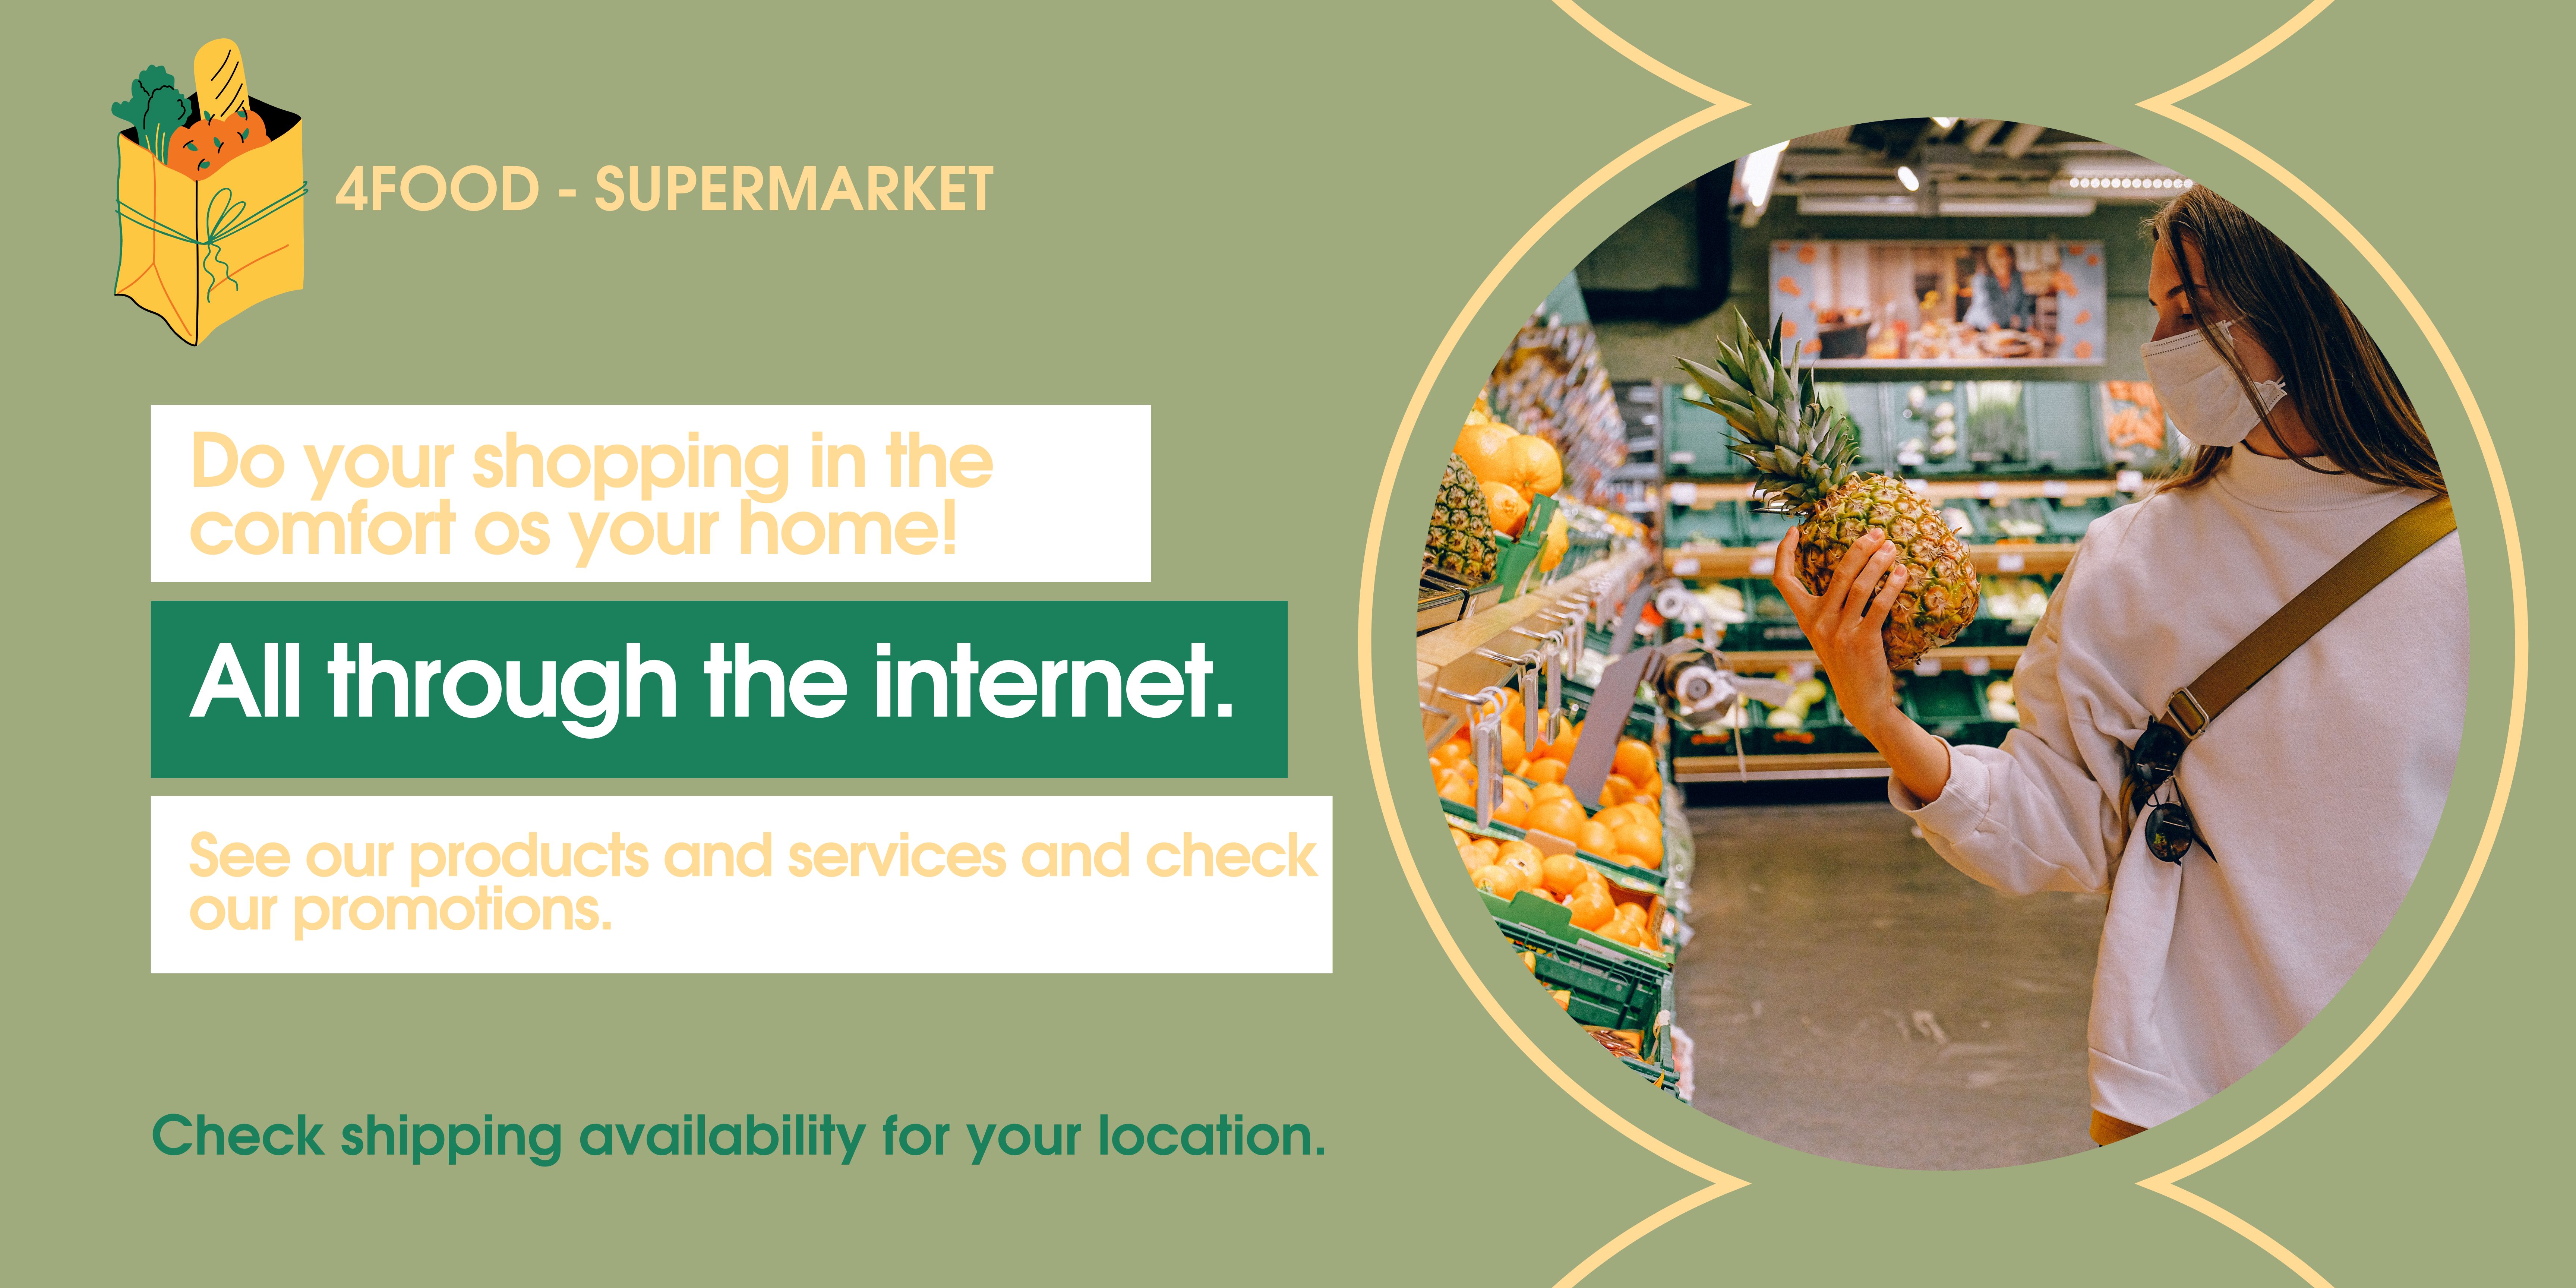 4FOOD - SUPERMARKET
Do your shopping in the
comfort os your home!
All through the internet.
See our products and services and check
our promotions.
Check shipping availability for your location.